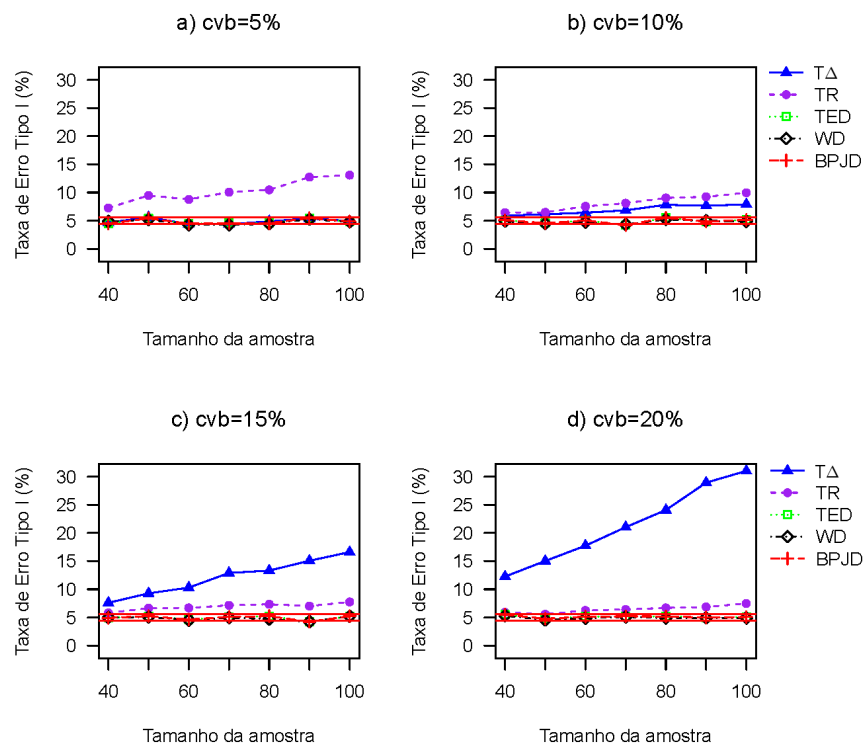 a) cvb=5%
Taxa de Erro Tipo I (%)
30
25
20
15
10
5
0
40
60
80
100
Tamanho da amostra
b) cvb=10%
Taxa de Erro Tipo I (%)
30
25
20
15
10
5
0
40
60
80
100
Tamanho da amostra
TΔ
TR
TED
WD
BPJD
c) cvb=15%
Taxa de Erro Tipo I (%)
30
25
20
15
10
5
0
40
60
80
100
Tamanho da amostra
d) cvb=20%
Taxa de Erro Tipo I (%)
30
25
20
15
10
5
0
40
60
80
100
Tamanho da amostra
TΔ
TR
TED
WD
BPJD